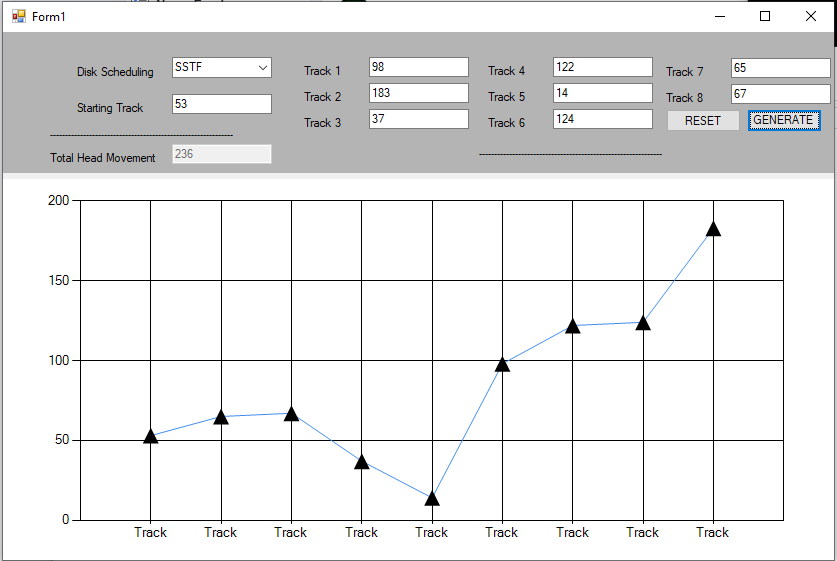 Form1
Disk Scheduling SSTF Track 1 98 Track 4 122 Track 7 65
Starting Track 53 Track 2 183 Track 5 14 Track 8 67
Track 3 37 Track 6 124 RESET GENERATE
Total Head Movement 236
200
150
100
50
0
Track Track Track Track Track Track Track Track Track